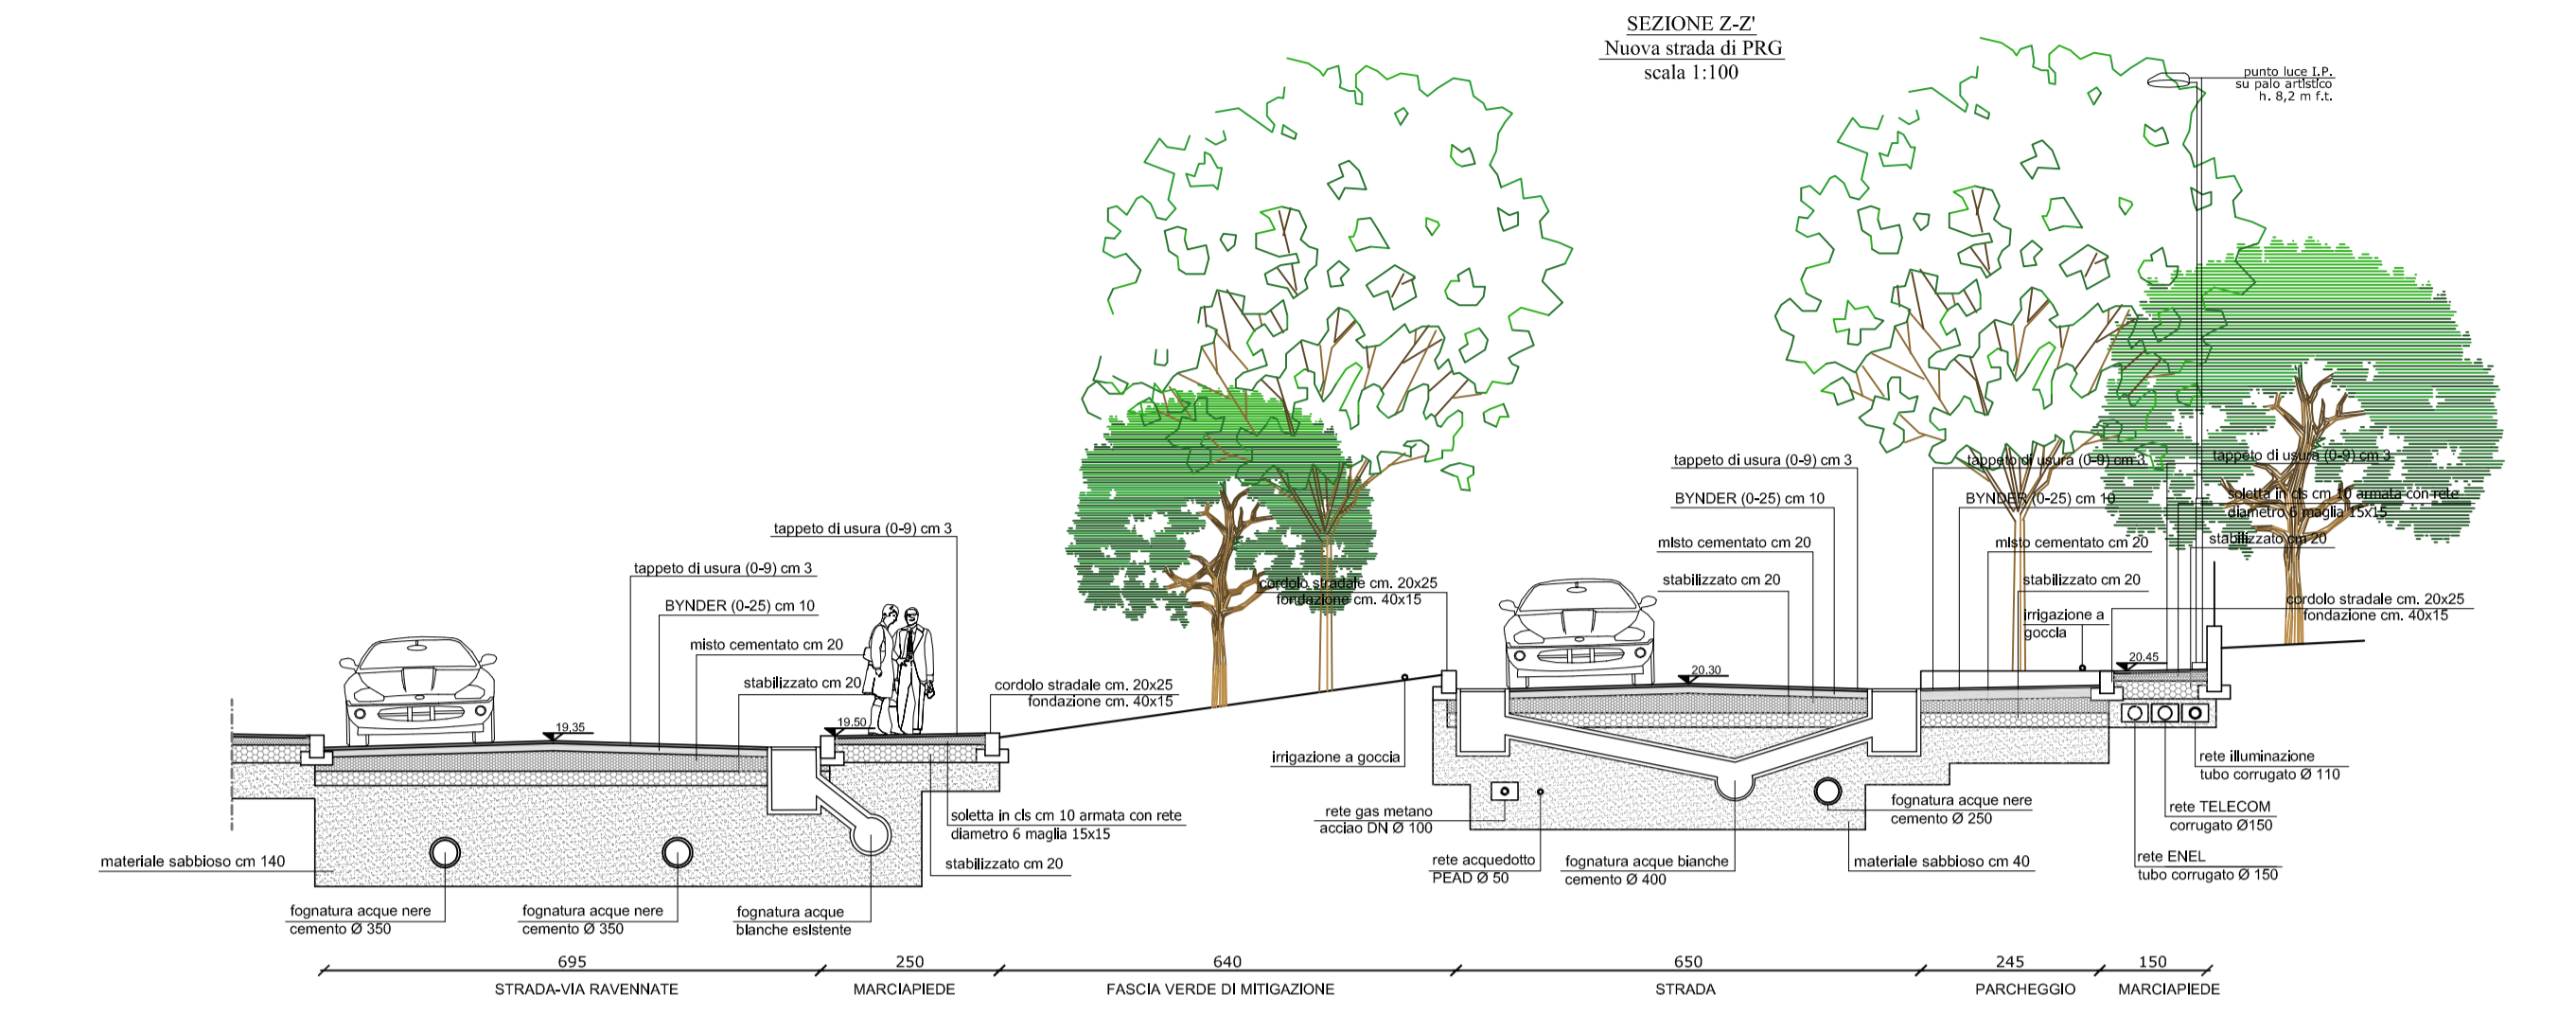 SEZIONE Z-Z'
Nuova strada di PRG
scala 1:100
punto luce I.P.
su palo artistico
h. 8,2 m f.t.
tappeto di usura (0-9) cm 3
tappeto di usura (0-9) cm 3
BYNDER (0-25) cm 10
misto cementato cm 20
stabilizzato cm 20
19,35
19.50
cordolo stradale cm. 20x25
fondazione cm. 40x15
cordolo stradale cm. 20x25
fondazione cm. 40x15
tappeto di usura (0-9) cm 3
BYNDER (0-25) cm 10
misto cementato cm 20
stabilizzato cm 20
20,30
tappeto di usura (0-9) cm 3
BYNDER (0-25) cm 10
misto cementato cm 20
stabilizzato cm 20
irrigazione a
goccia
tappeto di usura (0-9) cm 3
soletta in cls cm 10 armata con rete
diametro 6 maglia 15x15
stabilizzato cm 20
cordolo stradale cm. 20x25
fondazione cm. 40x15
20.45
materiale sabbioso cm 140
fognatura acque nere
cemento Ø 350
fognatura acque nere
cemento Ø 350
fognatura acque
bianche esistente
soletta in cls cm 10 armata con rete
diametro 6 maglia 15x15
stabilizzato cm 20
irrigazione a goccia
rete gas metano
acciao DN Ø 100
rete acquedotto
PEAD Ø 50
fognatura acque bianche
cemento Ø 400
fognatura acque nere
cemento Ø 250
materiale sabbioso cm 40
rete illuminazione
tubo corrugato Ø 110
rete TELECOM
corrugato Ø150
rete ENEL
tubo corrugato Ø 150
695 250 640 650 245 150
STRADA-VIA RAVENNATE MARCIAPIEDE FASCIA VERDE DI MITIGAZIONE STRADA PARCHEGGIO MARCIAPIEDE